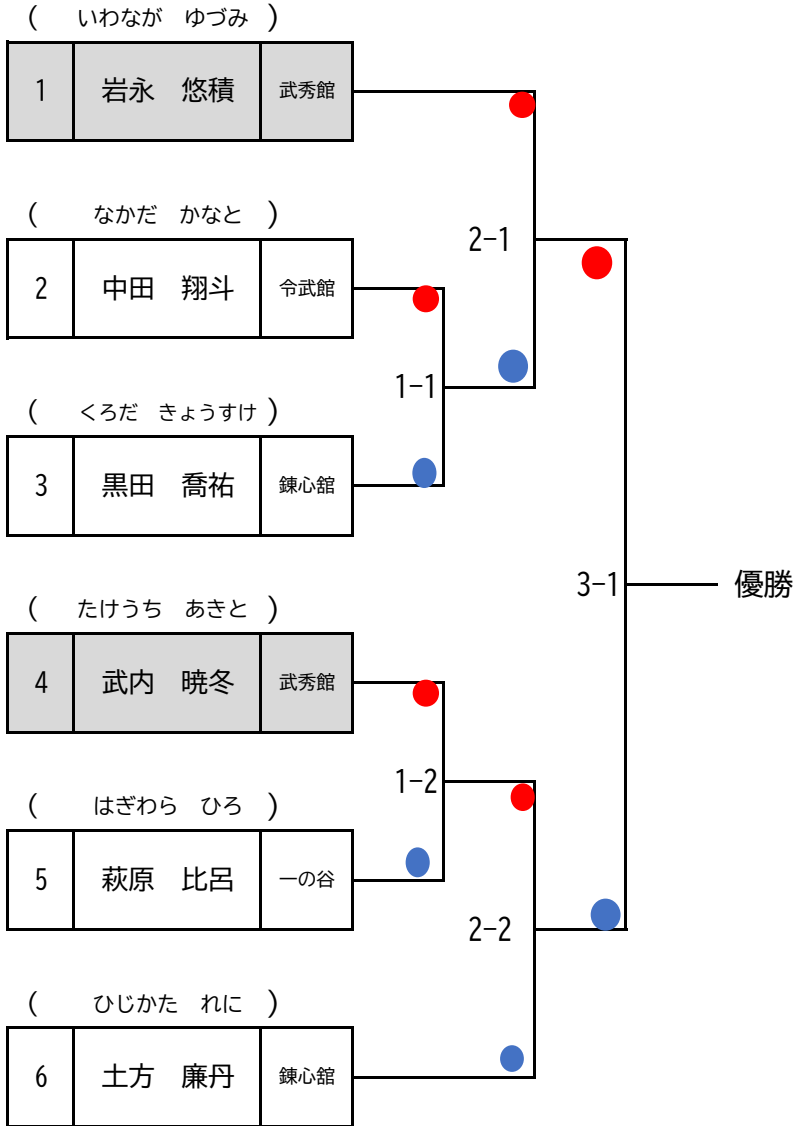 ( いわなが ゆづみ )
1 岩永 悠積 武秀館
2-1
( なかだ かなと )
2 中田 翔斗 令武館
1-1
( くろだ きょうすけ )
3 黒田 喬祐 錬心舘
3-1 優勝
( たけうち あきと )
4 武内 暁冬 武秀館
1-2
( はぎわら ひろ )
5 萩原 比呂 一の谷
2-2
( ひじかた れに )
6 土方 廉丹 錬心舘